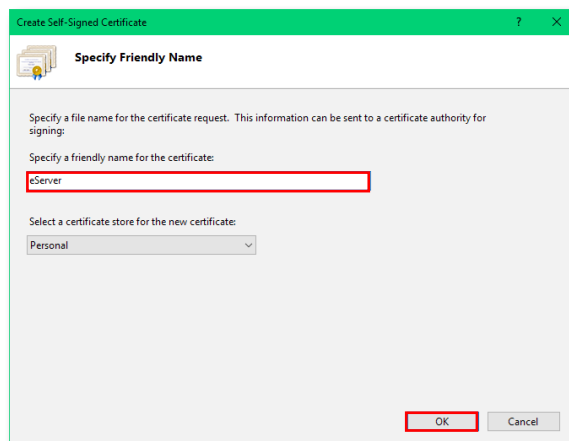 Create Self-Signed Certificate
?
Specify Friendly Name
Specify a file name for the certificate request. This information can be sent to a certificate authority for
signing:
Specify a friendly name for the certificate:
eServer
Select a certificate store for the new certificate:
Personal
OK Cancel